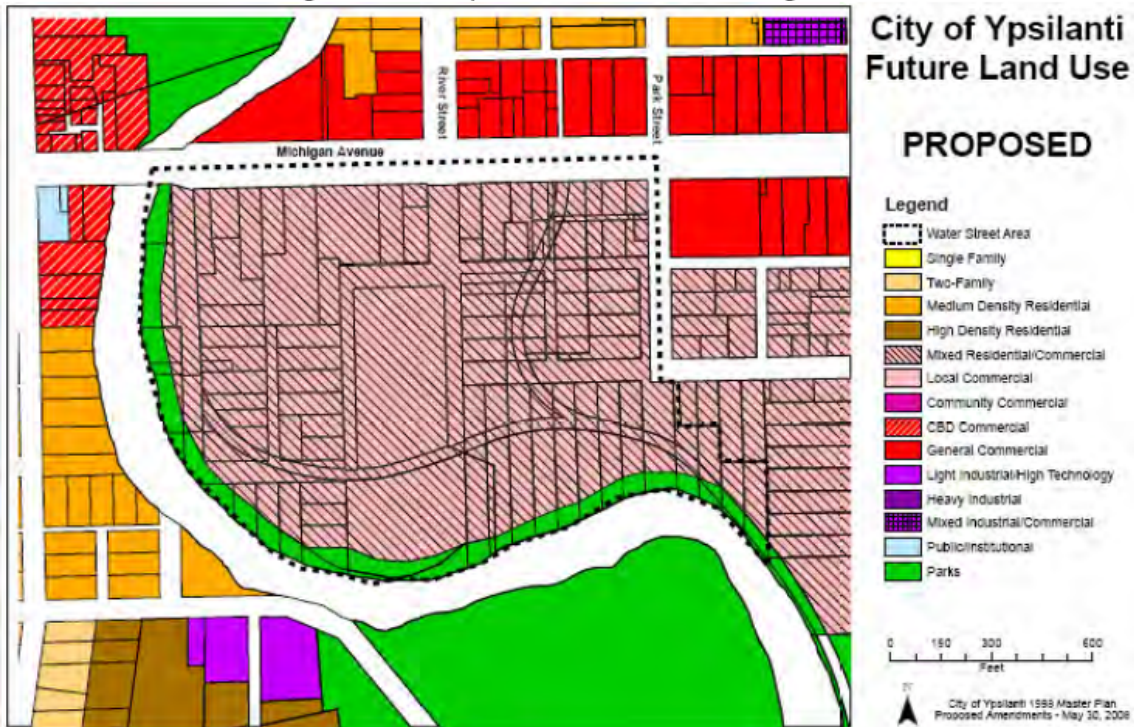 City of Ypsilanti
Future Land Use
PROPOSED
River Street
Park Street
Michigan Avenue
Legend
Water Street Area
Single Family
Two-Family
Medium Density Residential
High Density Residential
Mixed Residential/Commercial
Local Commercial
Community Commercial
CBD Commercial
General Commercial
Light Industrial/High Technology
Heavy Industrial
Mixed Industrial/Commercial
Public/Institutional
Parks
0 150 300 600
Feet
N
City of Ypsilanti 1998 Master Plan
Proposed Amendments - May 30, 2008